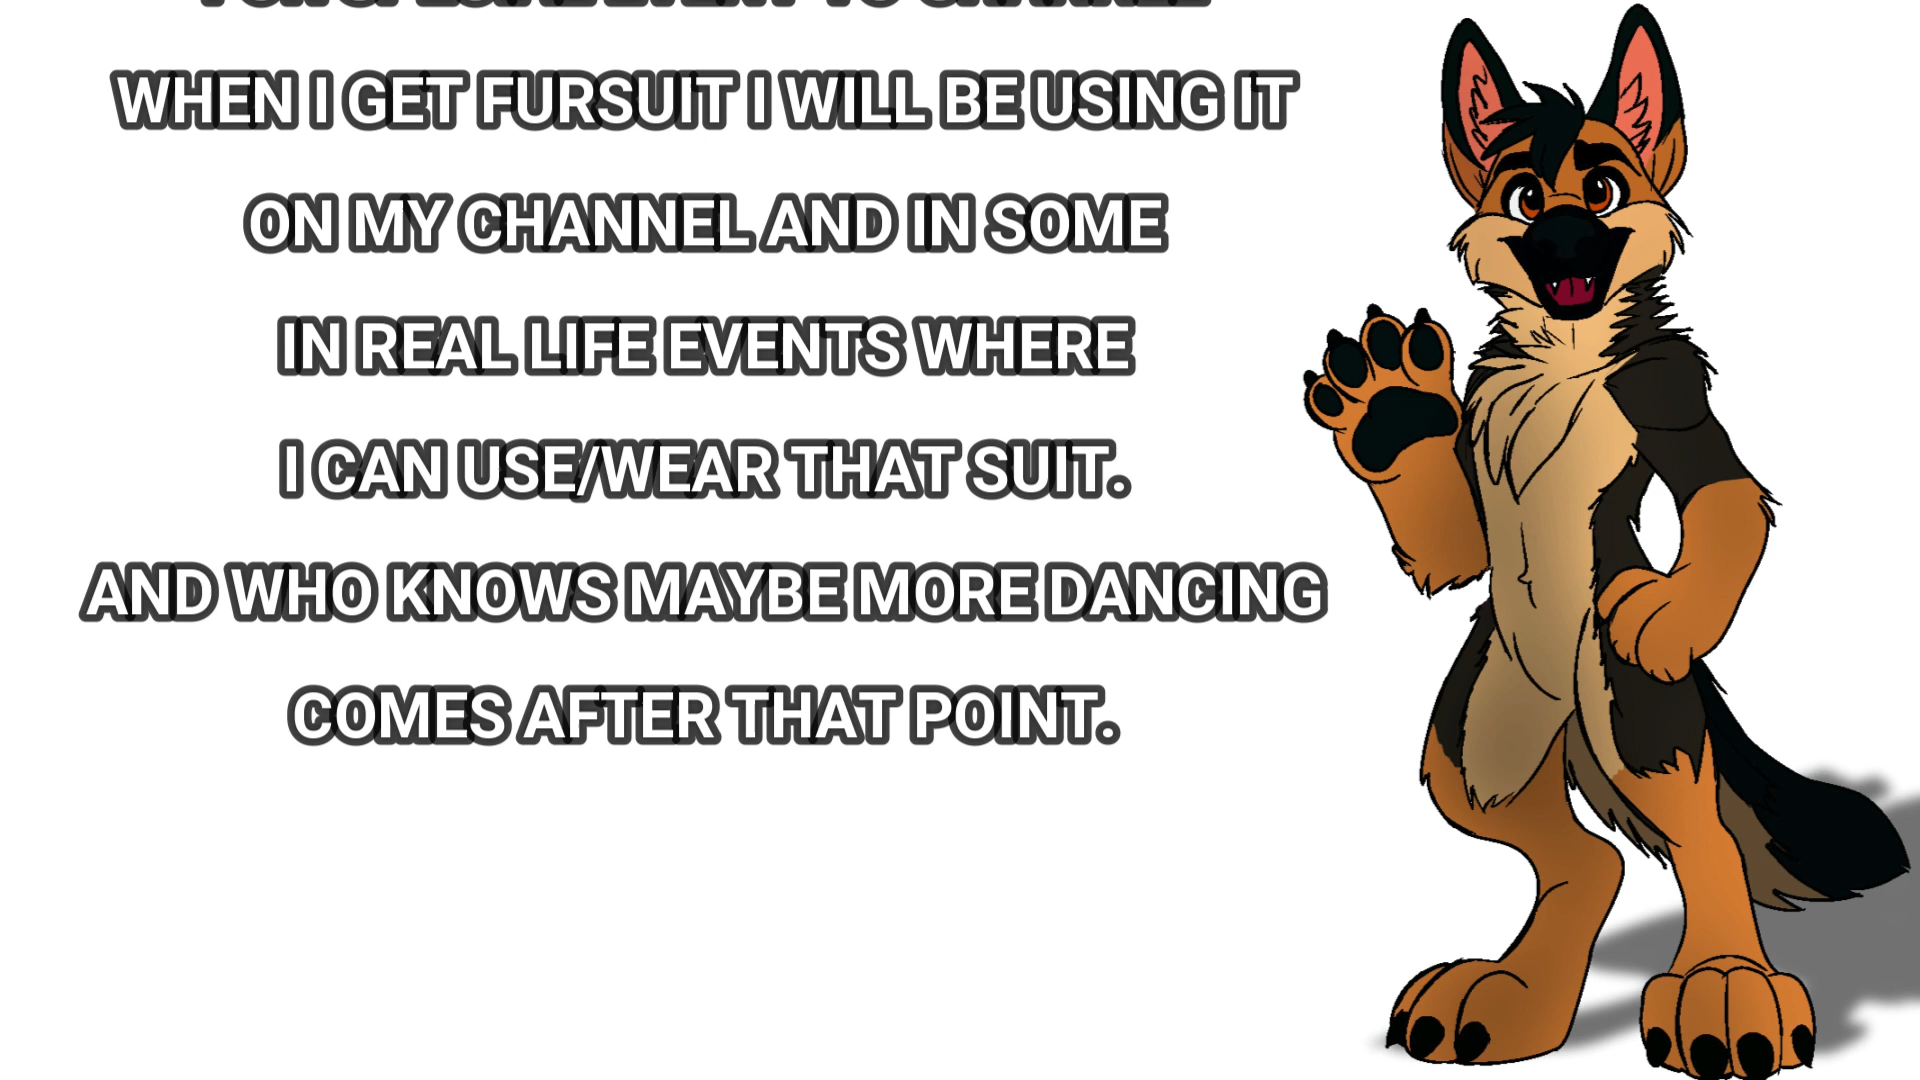 WHEN I GET FURSUIT I WILL BE USING IT
ON MY CHANNEL AND IN SOME
IN REAL LIFE EVENTS WHERE
I CAN USE/WEAR THAT SUIT.
AND WHO KNOWS MAYBE MORE DANCING
COMES AFTER THAT POINT.